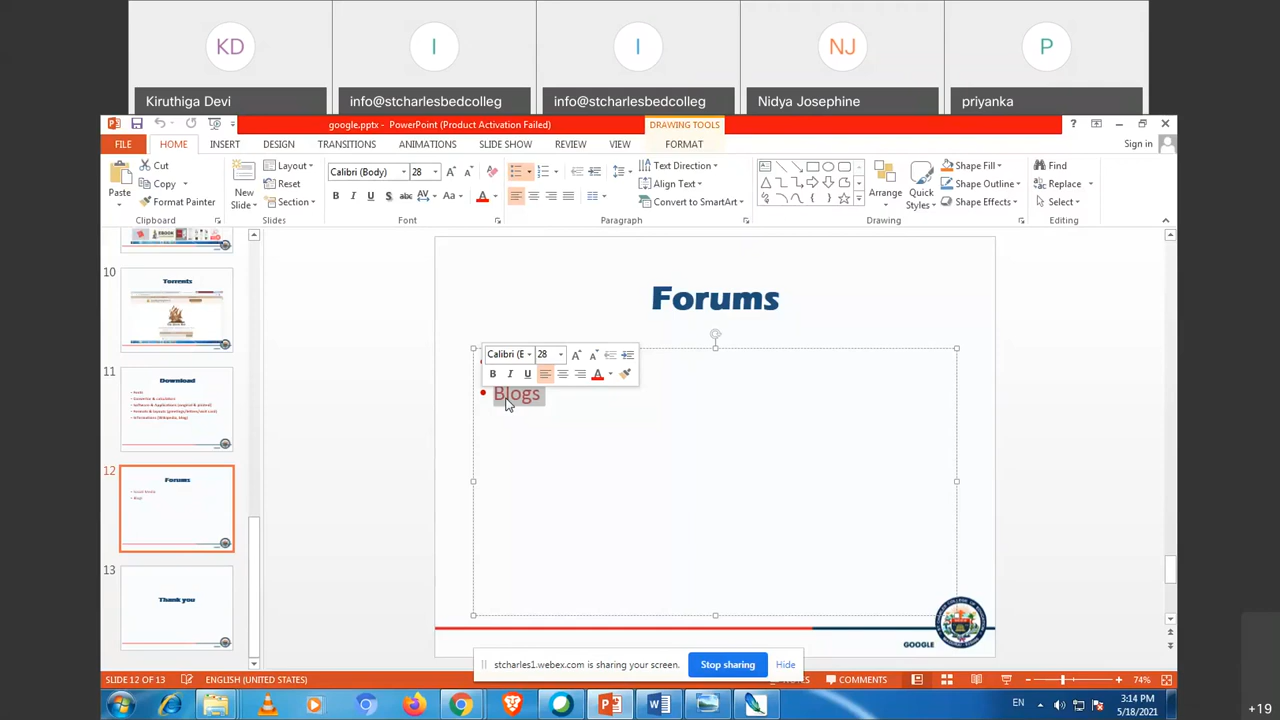 KD
I
I
NJ
P
Kiruthiga Devi
info@stcharlesbedcolleg
info@stcharlesbedcolleg
Nidya Josephine
priyanka
google.pptx - PowerPoint (Product Activation Failed)
DRAWING TOOLS
FILE
HOME
INSERT
DESIGN
TRANSITIONS
ANIMATIONS
SLIDE SHOW
REVIEW
VIEW
FORMAT
Sign in
Paste
Cut
Copy
Format Painter
Clipboard
New Slide
Layout
Reset
Section
Slides
Calibri (Body)
28
Font
Text Direction
Align Text
Convert to SmartArt
Paragraph
Arrange
Quick Styles
Shape Fill
Shape Outline
Shape Effects
Drawing
Find
Replace
Select
Editing
10
Torrents
11
Download
12
Forums
• Social Media
• Blogs
13
Thank you
Forums
Calibri (E
28
• Blogs
GOOGLE
stcharles1.webex.com is sharing your screen.
Stop sharing
Hide
SLIDE 12 OF 13
ENGLISH (UNITED STATES)
COMMENTS
74%
EN
3:14 PM
5/18/2021
+19